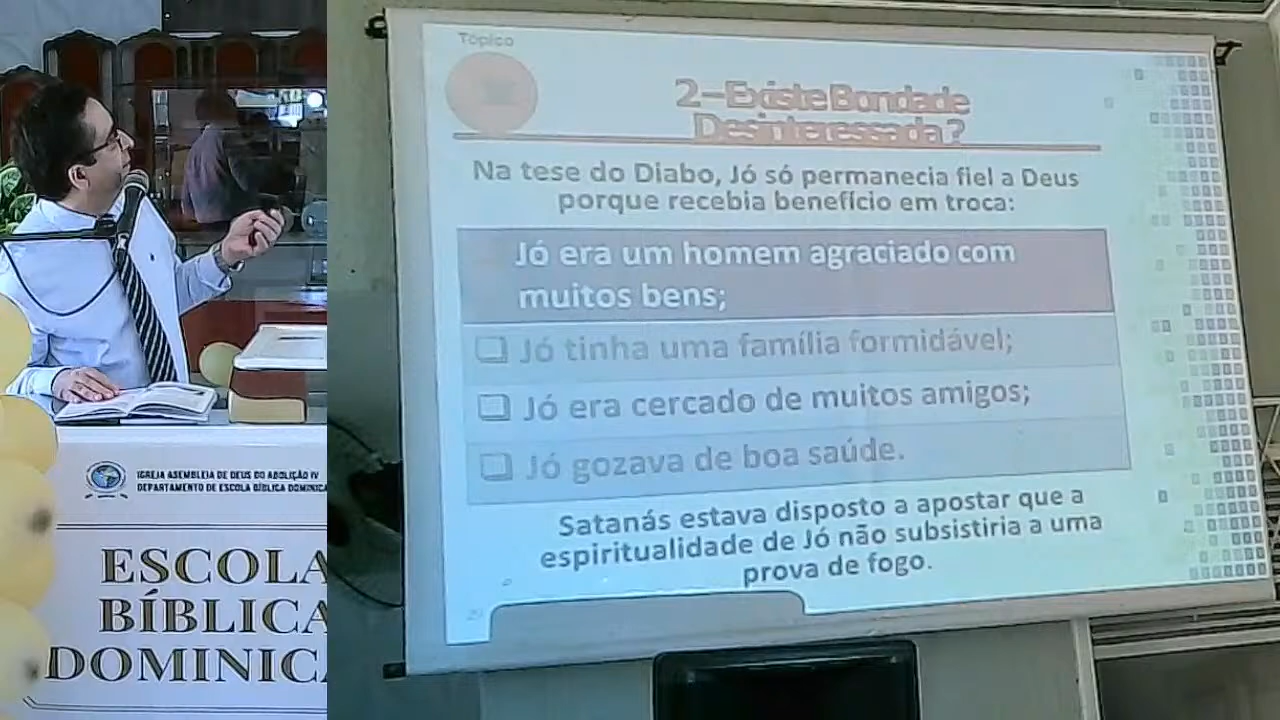 Tópico
2 – Existe Bondade
Desinteressada?
Na tese do Diabo, Jó só permanecia fiel a Deus
porque recebia benefício em troca:
Jó era um homem agraciado com
muitos bens;
Jó tinha uma família formidável;
Jó era cercado de muitos amigos;
Jó gozava de boa saúde.
Satanás estava disposto a apostar que a
espiritualidade de Jó não subsistiria a uma
prova de fogo.
IGREJA ASSEMBLEIA DE DEUS DO ABOLIÇÃO IV
DEPARTAMENTO DE ESCOLA BÍBLICA DOMINICA
ESCOLA
BÍBLICA
DOMINICA